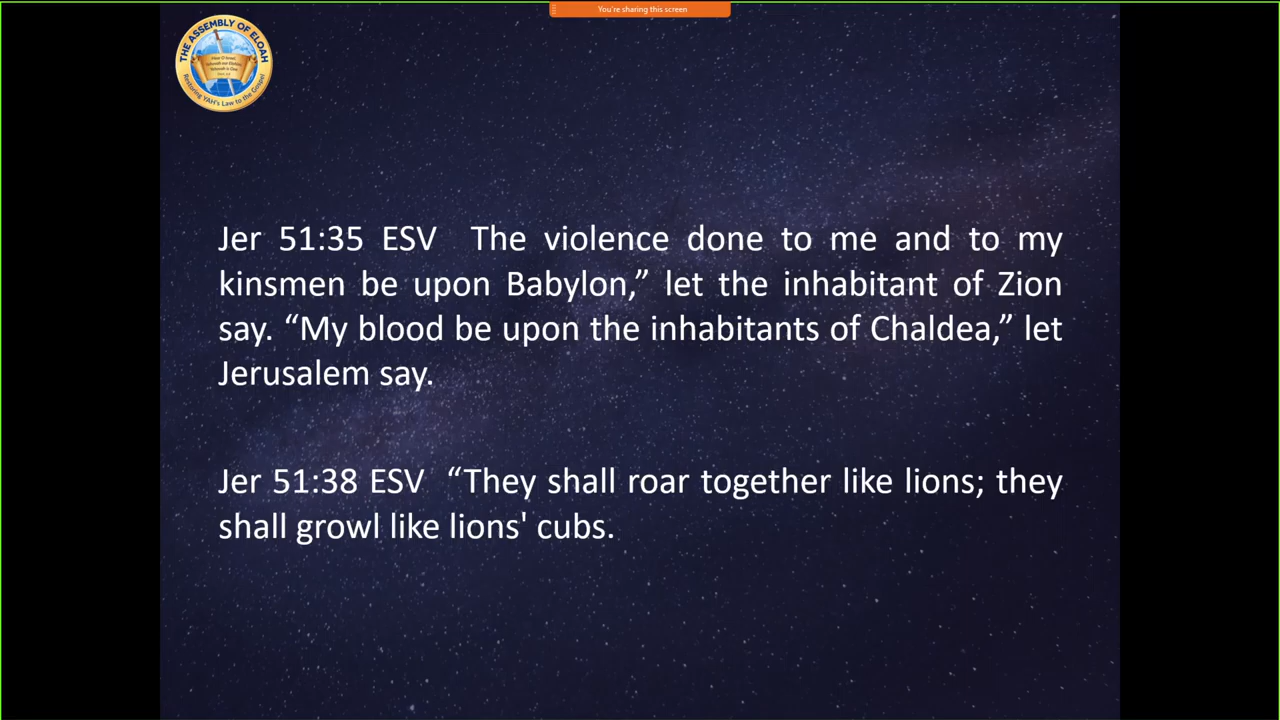 You're sharing this screen
THE ASSEMBLY OF ELOAH
Restoring YAH's Law to the Gospel
Jer 51:35 ESV The violence done to me and to my
kinsmen be upon Babylon,” let the inhabitant of Zion
say. “My blood be upon the inhabitants of Chaldea,” let
Jerusalem say.
Jer 51:38 ESV “They shall roar together like lions; they
shall growl like lions' cubs.